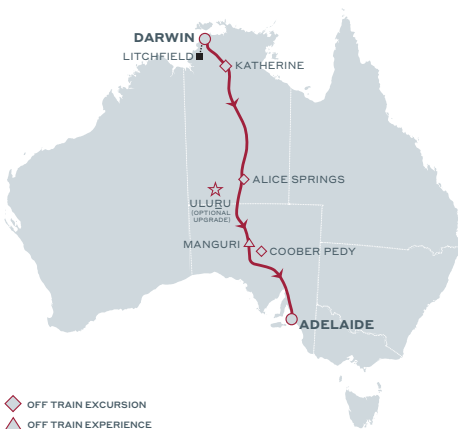 DARWIN
LITCHFIELD
KATHERINE
ALICE SPRINGS
ULURU
(OPTIONAL
UPGRADE)
MANGURI
COOBER PEDY
ADELAIDE
OFF TRAIN EXCURSION
OFF TRAIN EXPERIENCE